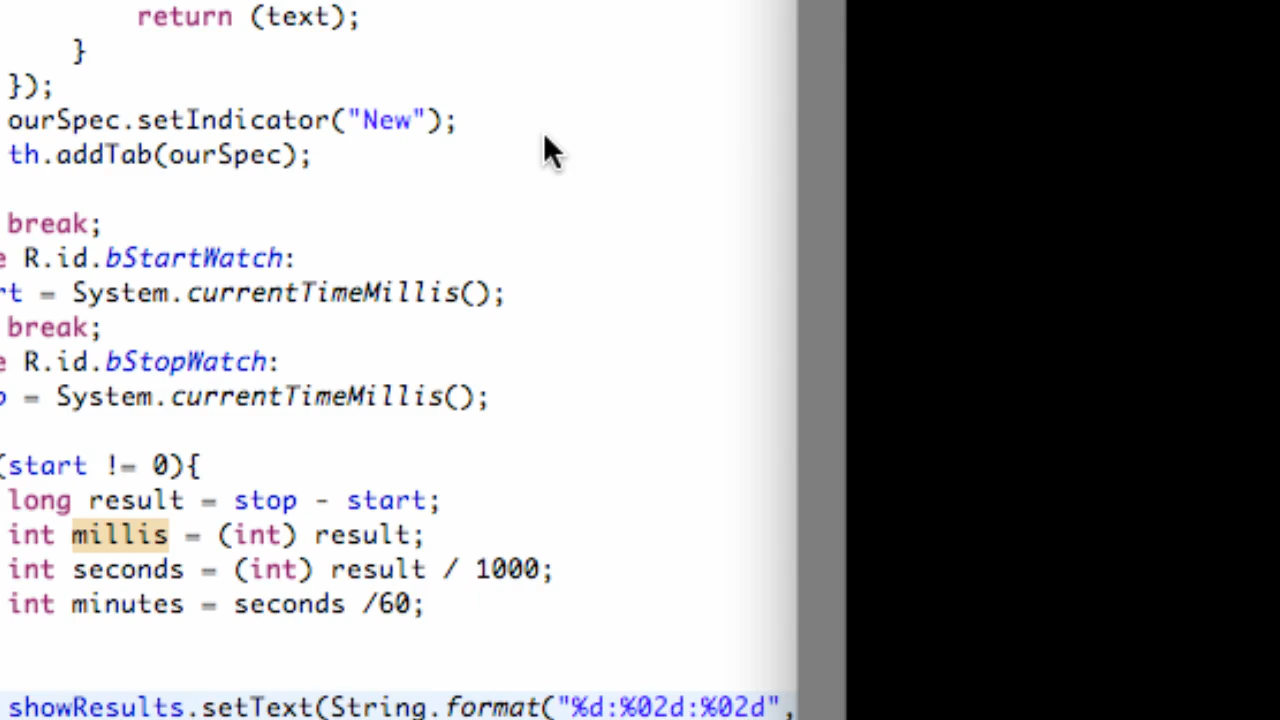 return (text);
}
});
ourSpec.setIndicator("New");
th.addTab(ourSpec);
break;
e R.id.bStartWatch:
rt = System.currentTimeMillis();
break;
e R.id.bStopWatch:
p = System.currentTimeMillis();
(start != 0){
long result = stop - start;
int millis = (int) result;
int seconds = (int) result / 1000;
int minutes = seconds /60;
showResults.setText(String.format("%d:%02d:%02d",